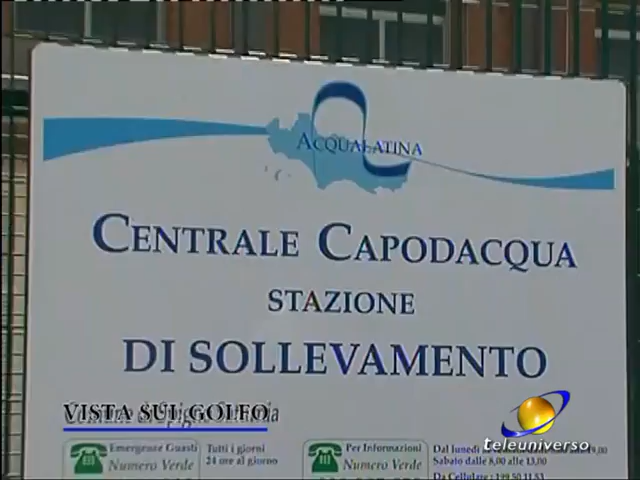 ACQUALATINA
CENTRALE CAPODACQUA
STAZIONE
DI SOLLEVAMENTO
VISTA SUL GOLFO
Emergenze Guasti
Numero Verde
Tutti i giorni
24 ore al giorno
Per Informazioni
Numero Verde
Dal lunedì
Sabato dalle 8,00 alle 13,00
Da Cellulare: 199 50 11 53
teleuniverso